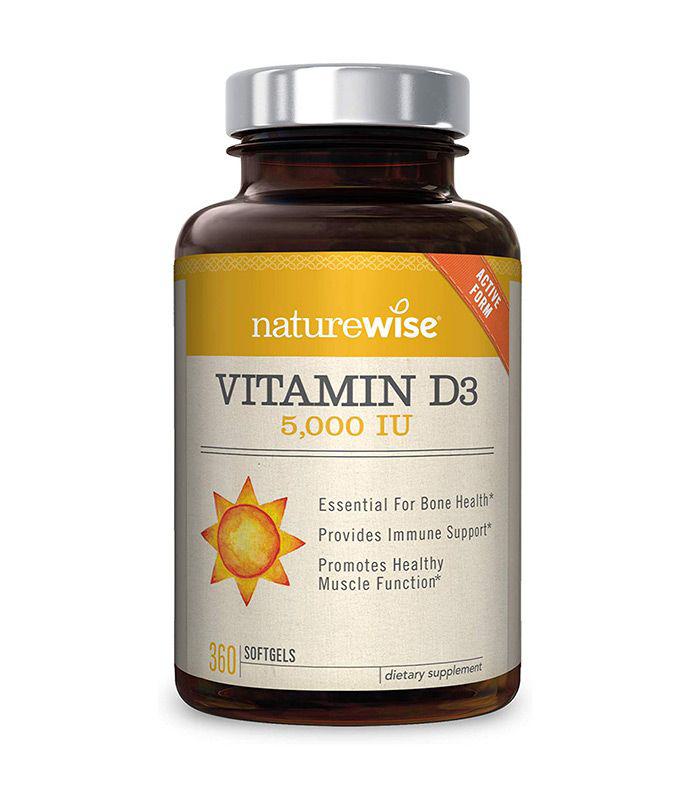 ACTIVE
FORM
naturewise®
VITAMIN D3
5,000 IU
Essential For Bone Health*
Provides Immune Support*
Promotes Healthy
Muscle Function*
360 SOFTGELS
dietary supplement